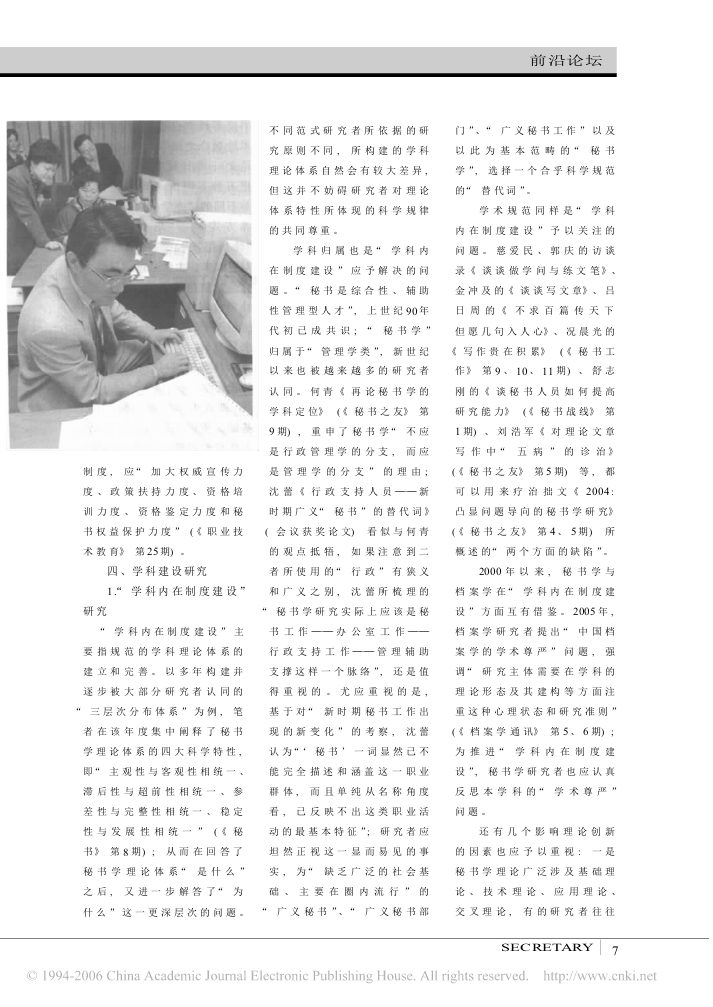 前沿论坛
制度，应“加大权威宣传力
度、政策扶持力度、资格培
训力度、资格鉴定力度和秘
书权益保护力度”(《职业技
术教育》第25期)。
四、学科建设研究
1.“学科内在制度建设”
研究
“学科内在制度建设”主
要指规范的学科理论体系的
建立和完善。以多年构建并
逐步被大部分研究者认同的
“三层次分布体系”为例，笔
者在该年度集中阐释了秘书
学理论体系的四大科学特性，
即“主观性与客观性相统一、
滞后性与超前性相统一、参
差性与完整性相统一、稳定
性与发展性相统一”(《秘
书》第8期)；从而在回答了
秘书学理论体系“是什么”
之后，又进一步解答了“为
什么”这一更深层次的问题。
不同范式研究者所依据的研
究原则不同，所构建的学科
理论体系自然会有较大差异，
但这并不妨碍研究者对理论
体系特性所体现的科学规律
的共同尊重。
学科归属也是“学科内
在制度建设”应予解决的问
题。“秘书是综合性、辅助
性管理型人才”，上世纪90年
代初已成共识；“秘书学”
归属于“管理学类”，新世纪
以来也被越来越多的研究者
认同。何青《再论秘书学的
学科定位》(《秘书之友》第
9期)，重申了秘书学“不应
是行政管理学的分支，而应
是管理学的分支”的理由；
沈蕾《行政支持人员——新
时期广义“秘书”的替代词》
(会议获奖论文)看似与何青
的观点抵牾，如果注意到二
者所使用的“行政”有狭义
和广义之别，沈蕾所梳理的
“秘书学研究实际上应该是秘
书工作——办公室工作——
行政支持工作——管理辅助
支撑这样一个脉络”，还是值
得重视的。尤应重视的是，
基于对“新时期秘书工作出
现的新变化”的考察，沈蕾
认为“‘秘书’一词显然已不
能完全描述和涵盖这一职业
群体，而且单纯从名称角度
看，已反映不出这类职业活
动的最基本特征”；研究者应
坦然正视这一显而易见的事
实，为“缺乏广泛的社会基
础、主要在圈内流行”的
“广义秘书”、“广义秘书部
门”、“广义秘书工作”以及
以此为基本范畴的“秘书
学”，选择一个合乎科学规范
的“替代词”。
学术规范同样是“学科
内在制度建设”予以关注的
问题。慈爱民、郭庆的访谈
录《谈谈做学问与练文笔》、
金冲及的《谈谈写文章》、吕
日周的《不求百篇传天下
但愿几句入人心》、况晨光的
《写作贵在积累》(《秘书工
作》第9、10、11期)、舒志
刚的《谈秘书人员如何提高
研究能力》(《秘书战线》第
1期)、刘浩军《对理论文章
写作中“五病”的诊治》
(《秘书之友》第5期)等，都
可以用来疗治拙文《2004：
凸显问题导向的秘书学研究》
(《秘书之友》第4、5期)所
概述的“两个方面的缺陷”。
2000年以来，秘书学与
档案学在“学科内在制度建
设”方面互有借鉴。2005年，
档案学研究者提出“中国档
案学的学术尊严”问题，强
调“研究主体需要在学科的
理论形态及其建构等方面注
重这种心理状态和研究准则”
(《档案学通讯》第5、6期)；
为推进“学科内在制度建
设”，秘书学研究者也应认真
反思本学科的“学术尊严”
问题。
还有几个影响理论创新
的因素也应予以重视：一是
秘书学理论广泛涉及基础理
论、技术理论、应用理论、
交叉理论，有的研究者往往
SECRETARY 7
© 1994-2006 China Academic Journal Electronic Publishing House. All rights reserved. http://www.cnki.net